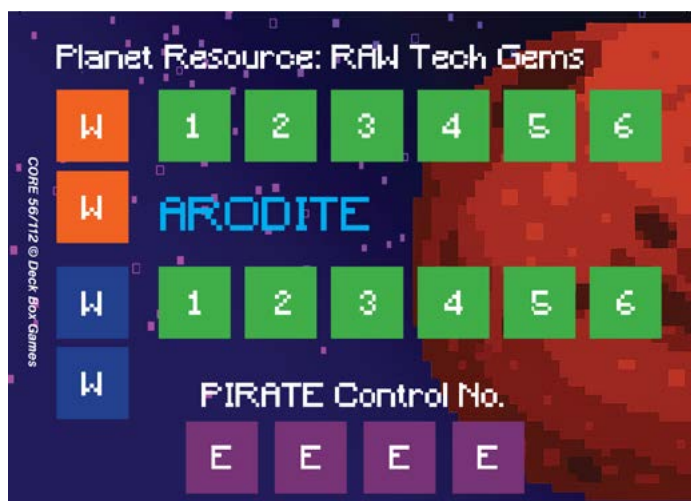 Planet Resource: RAW Tech Gems
W 1 2 3 4 5 6
W ARODITE
W 1 2 3 4 5 6
W
PIRATE Control No.
E E E E
CORE 56/112 © Deck Box Games